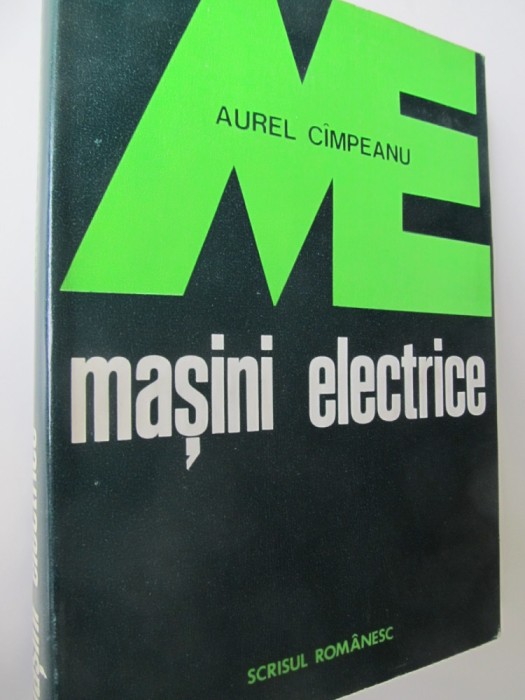 ME
AUREL CÎMPEANU
mașini electrice
SCRISUL ROMÂNESC